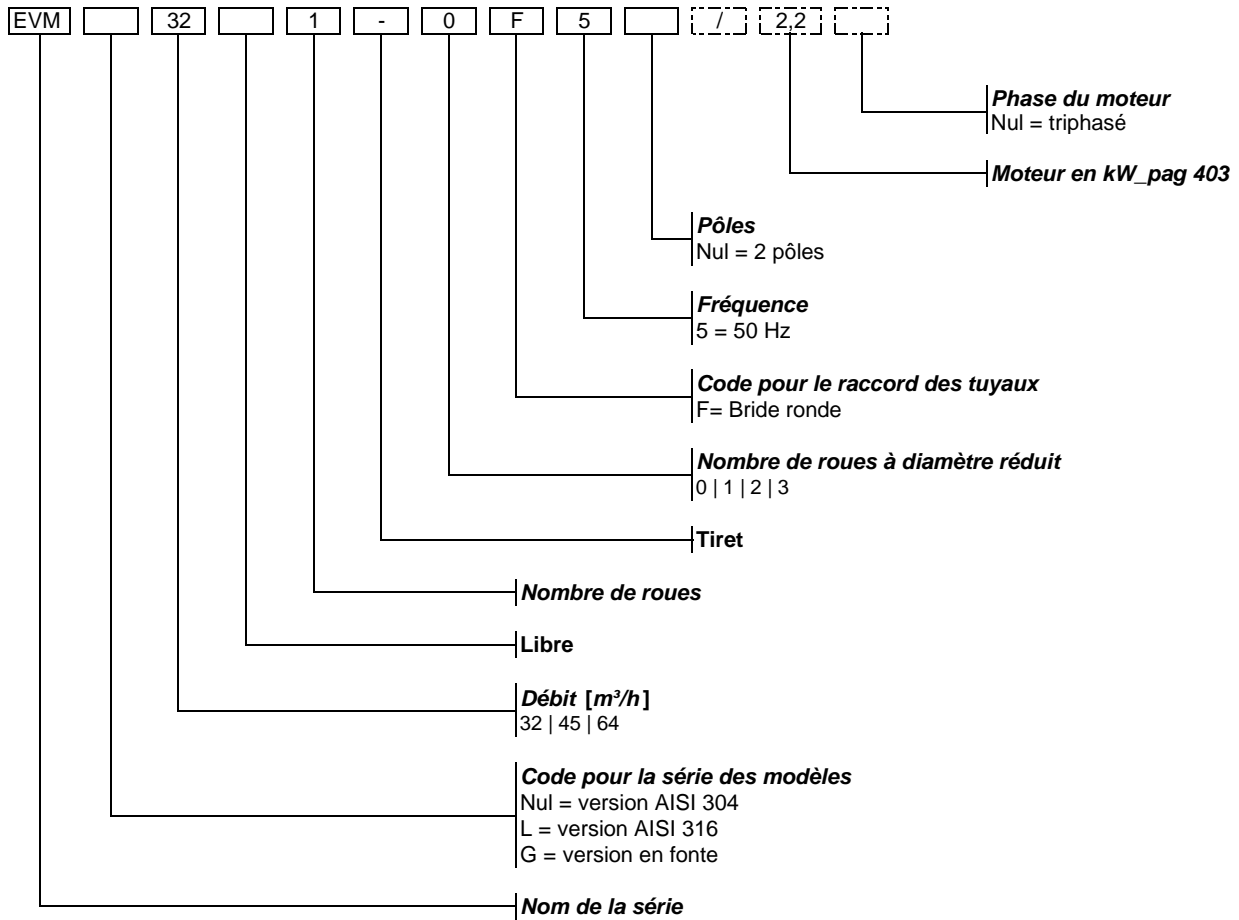 EVM 32 1 - 0 F 5 / 2,2
Phase du moteur
Nul = triphasé
Moteur en kW_pag 403
Pôles
Nul = 2 pôles
Fréquence
5 = 50 Hz
Code pour le raccord des tuyaux
F= Bride ronde
Nombre de roues à diamètre réduit
0 | 1 | 2 | 3
Tiret
Nombre de roues
Libre
Débit [m³/h]
32 | 45 | 64
Code pour la série des modèles
Nul = version AISI 304
L = version AISI 316
G = version en fonte
Nom de la série